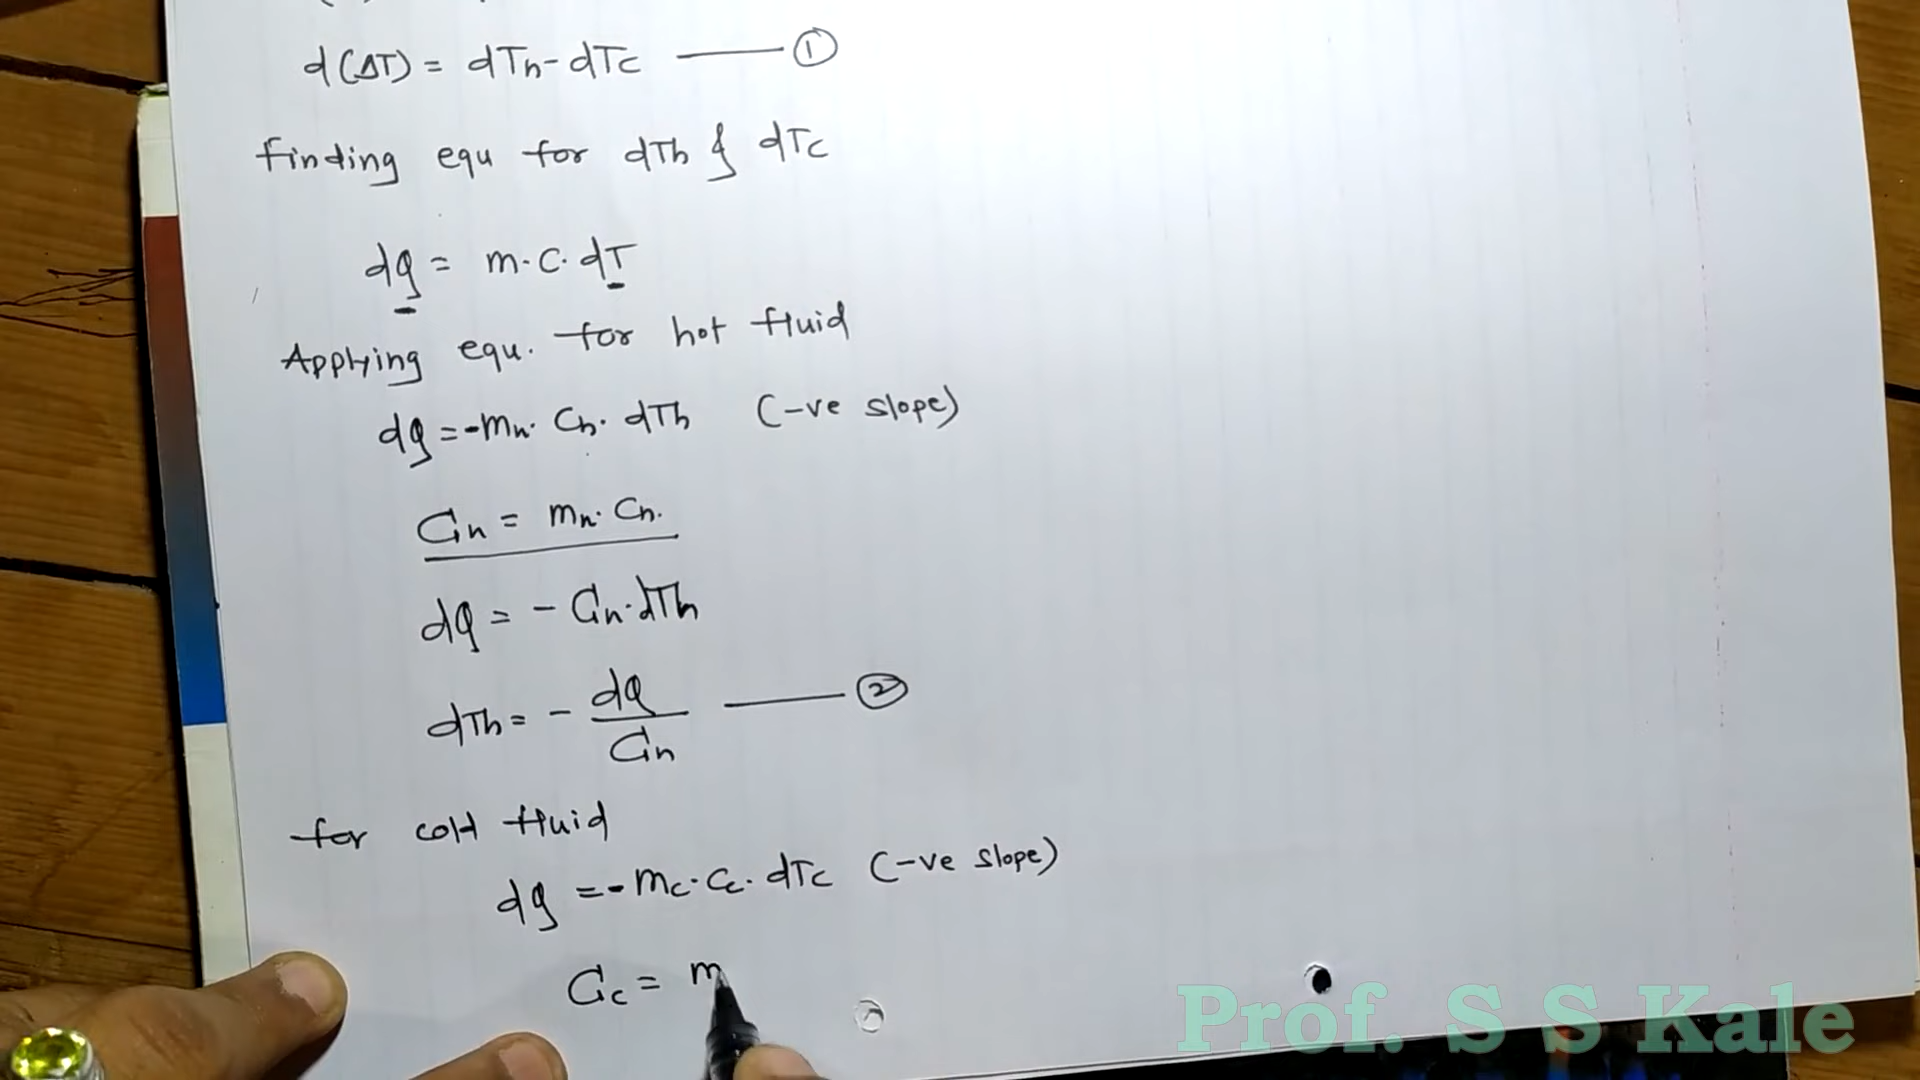 d(ΔT) = dTh - dTc —— ①
Finding equ for dTh & dTc
dq = m·c·dT
Applying equ. for hot fluid
dq = -mh·Ch·dTh (-ve slope)
Ch = mh·Ch.
dq = -Ch·dTh
dTh = - dq/Ch —— ②
for cold fluid
dq = -mc·Cc·dTc (-ve slope)
Cc = m
Prof. S S Kale